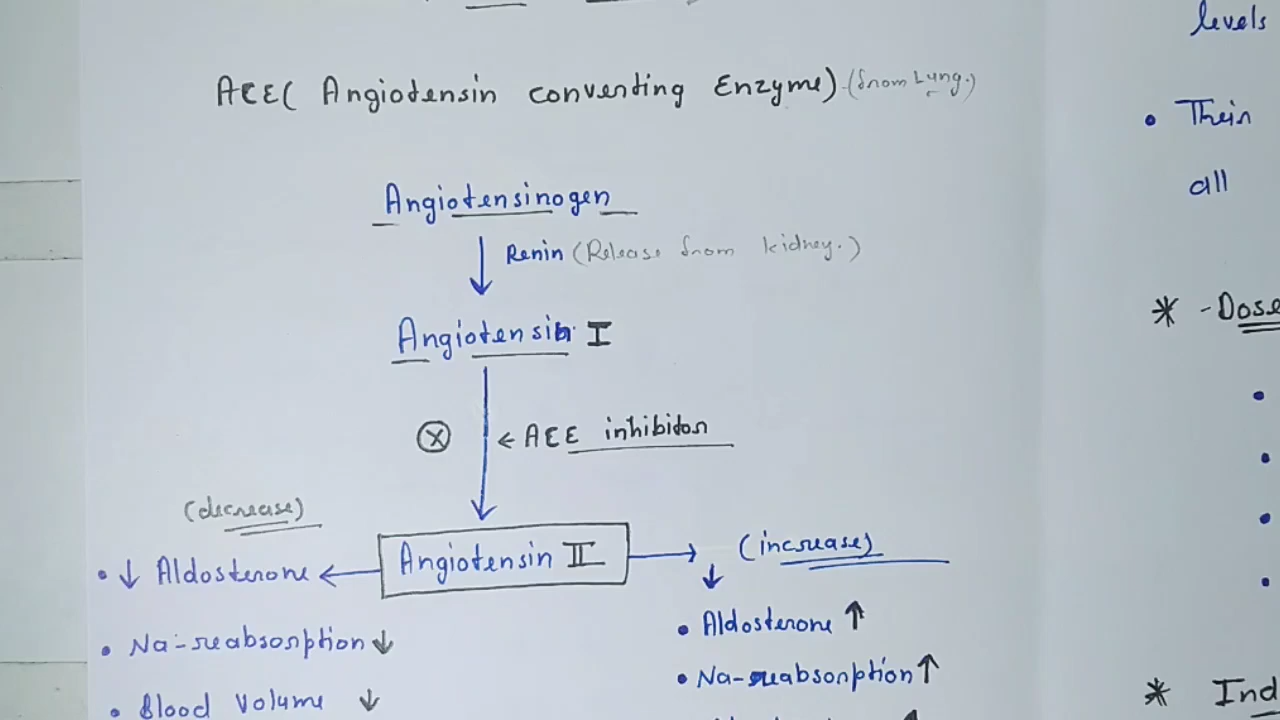 ACE( Angiotensin converting Enzyme) (from Lung.)
Angiotensinogen
↓ Renin (Release from kidney.)
Angiotensin I
ⓧ ← ACE inhibitor
(decrease)
• ↓ Aldosterone ← Angiotensin II → (increase)
↓
• Na-reabsorption ↓
• Blood Volume ↓
• Aldosterone ↑
• Na-reabsorption ↑
levels
• Their
all
* -Dose
* Ind